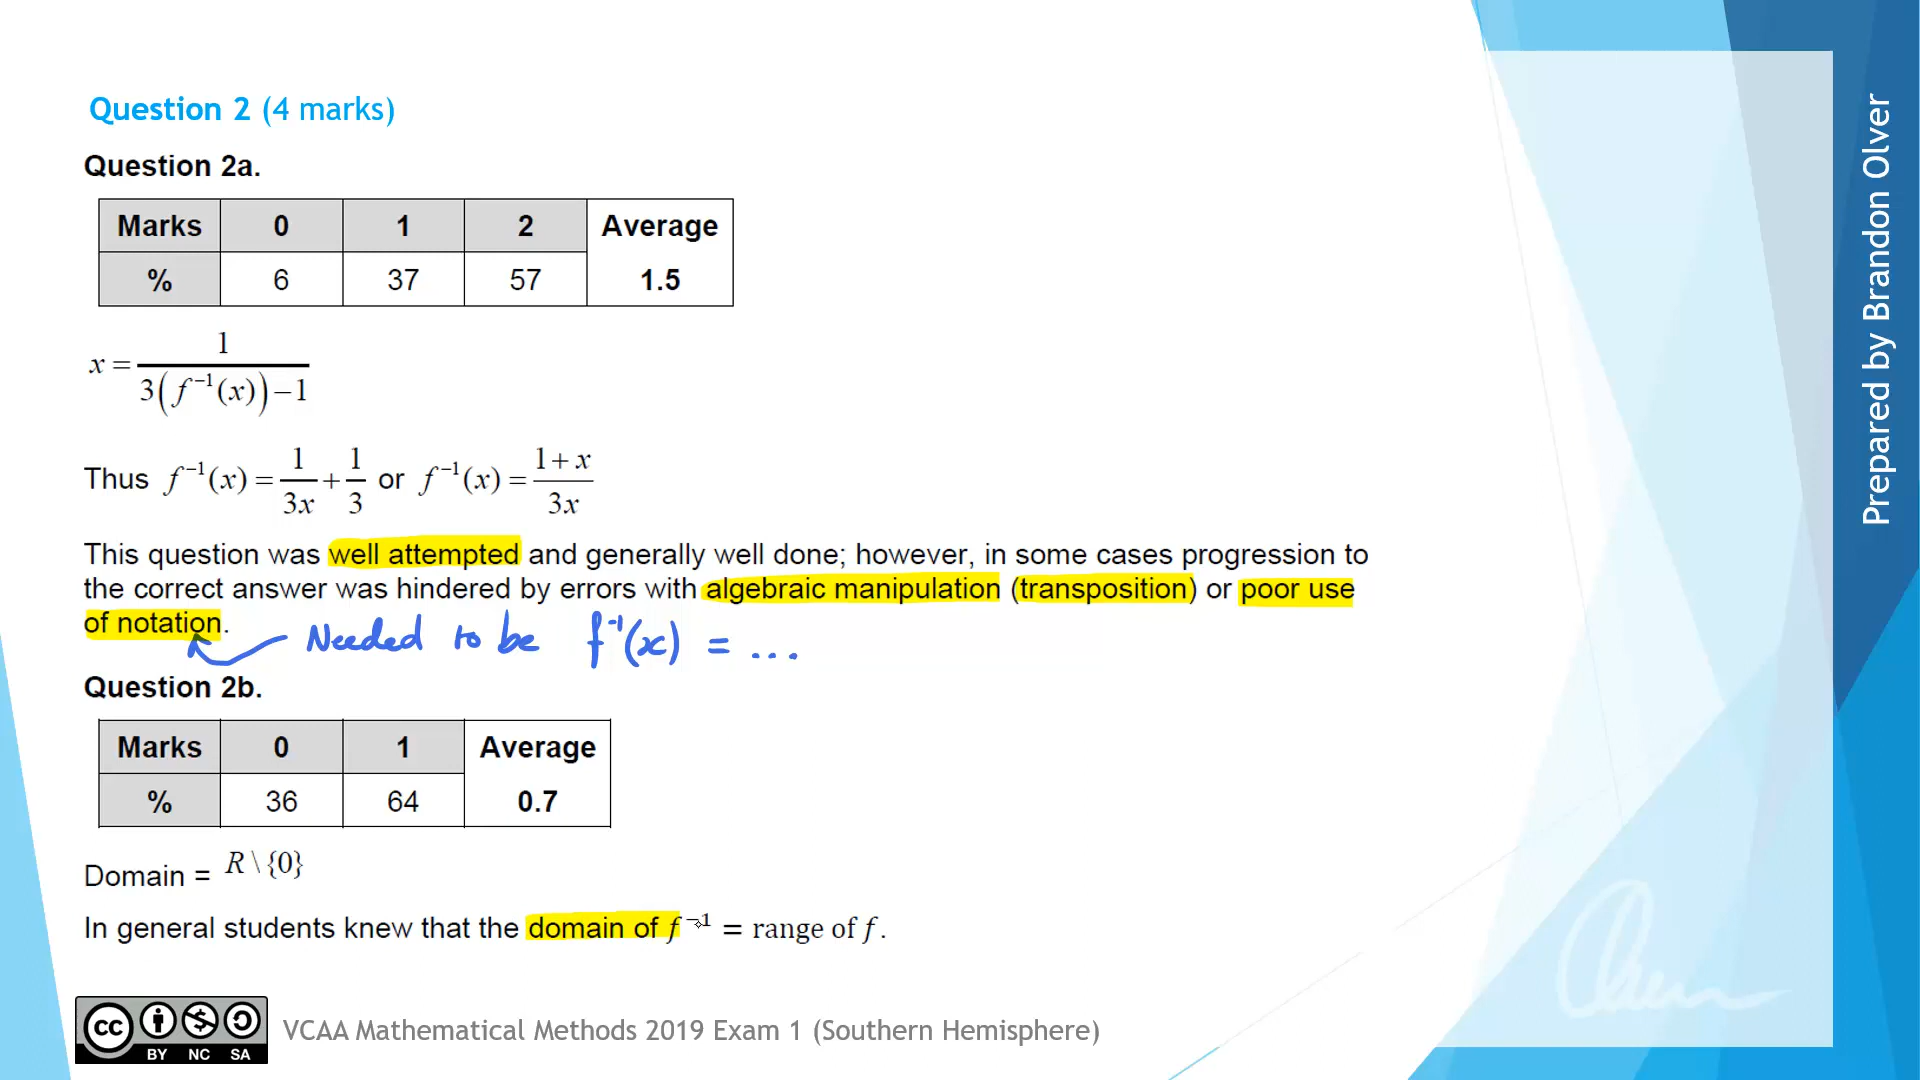 Question 2 (4 marks)
Question 2a.
Marks 0 1 2 Average
% 6 37 57 1.5
x = 1 / (3(f⁻¹(x)) − 1)
Thus f⁻¹(x) = 1/3x + 1/3 or f⁻¹(x) = (1 + x)/3x
This question was well attempted and generally well done; however, in some cases progression to
the correct answer was hindered by errors with algebraic manipulation (transposition) or poor use
of notation.
Needed to be f⁻¹(x) = ...
Question 2b.
Marks 0 1 Average
% 36 64 0.7
Domain = R \ {0}
In general students knew that the domain of f⁻¹ = range of f.
cc BY NC SA
VCAA Mathematical Methods 2019 Exam 1 (Southern Hemisphere)
Prepared by Brandon Olver